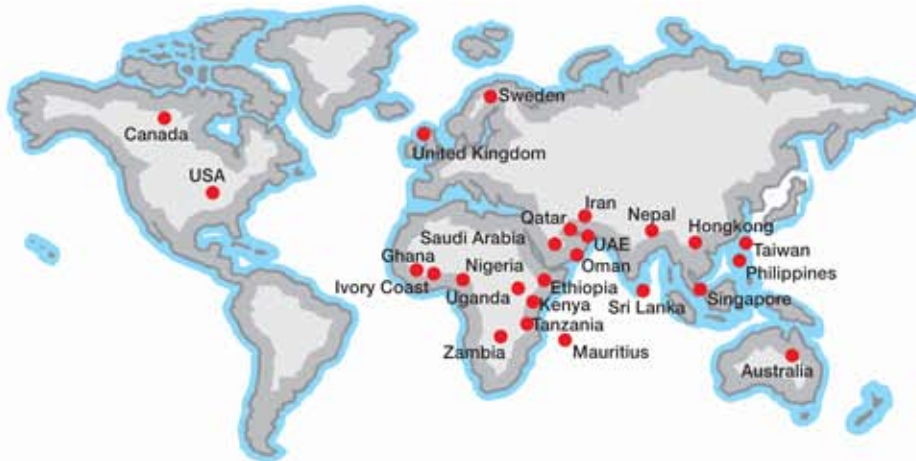 Sweden
Canada
United Kingdom
USA
Iran
Qatar
Nepal
Hongkong
Saudi Arabia
UAE
Taiwan
Ghana
Nigeria
Oman
Philippines
Ivory Coast
Uganda
Ethiopia
Kenya
Sri Lanka
Singapore
Tanzania
Zambia
Mauritius
Australia